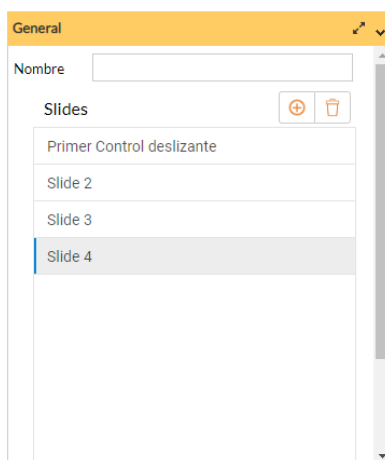 General
Nombre
Slides
Primer Control deslizante
Slide 2
Slide 3
Slide 4